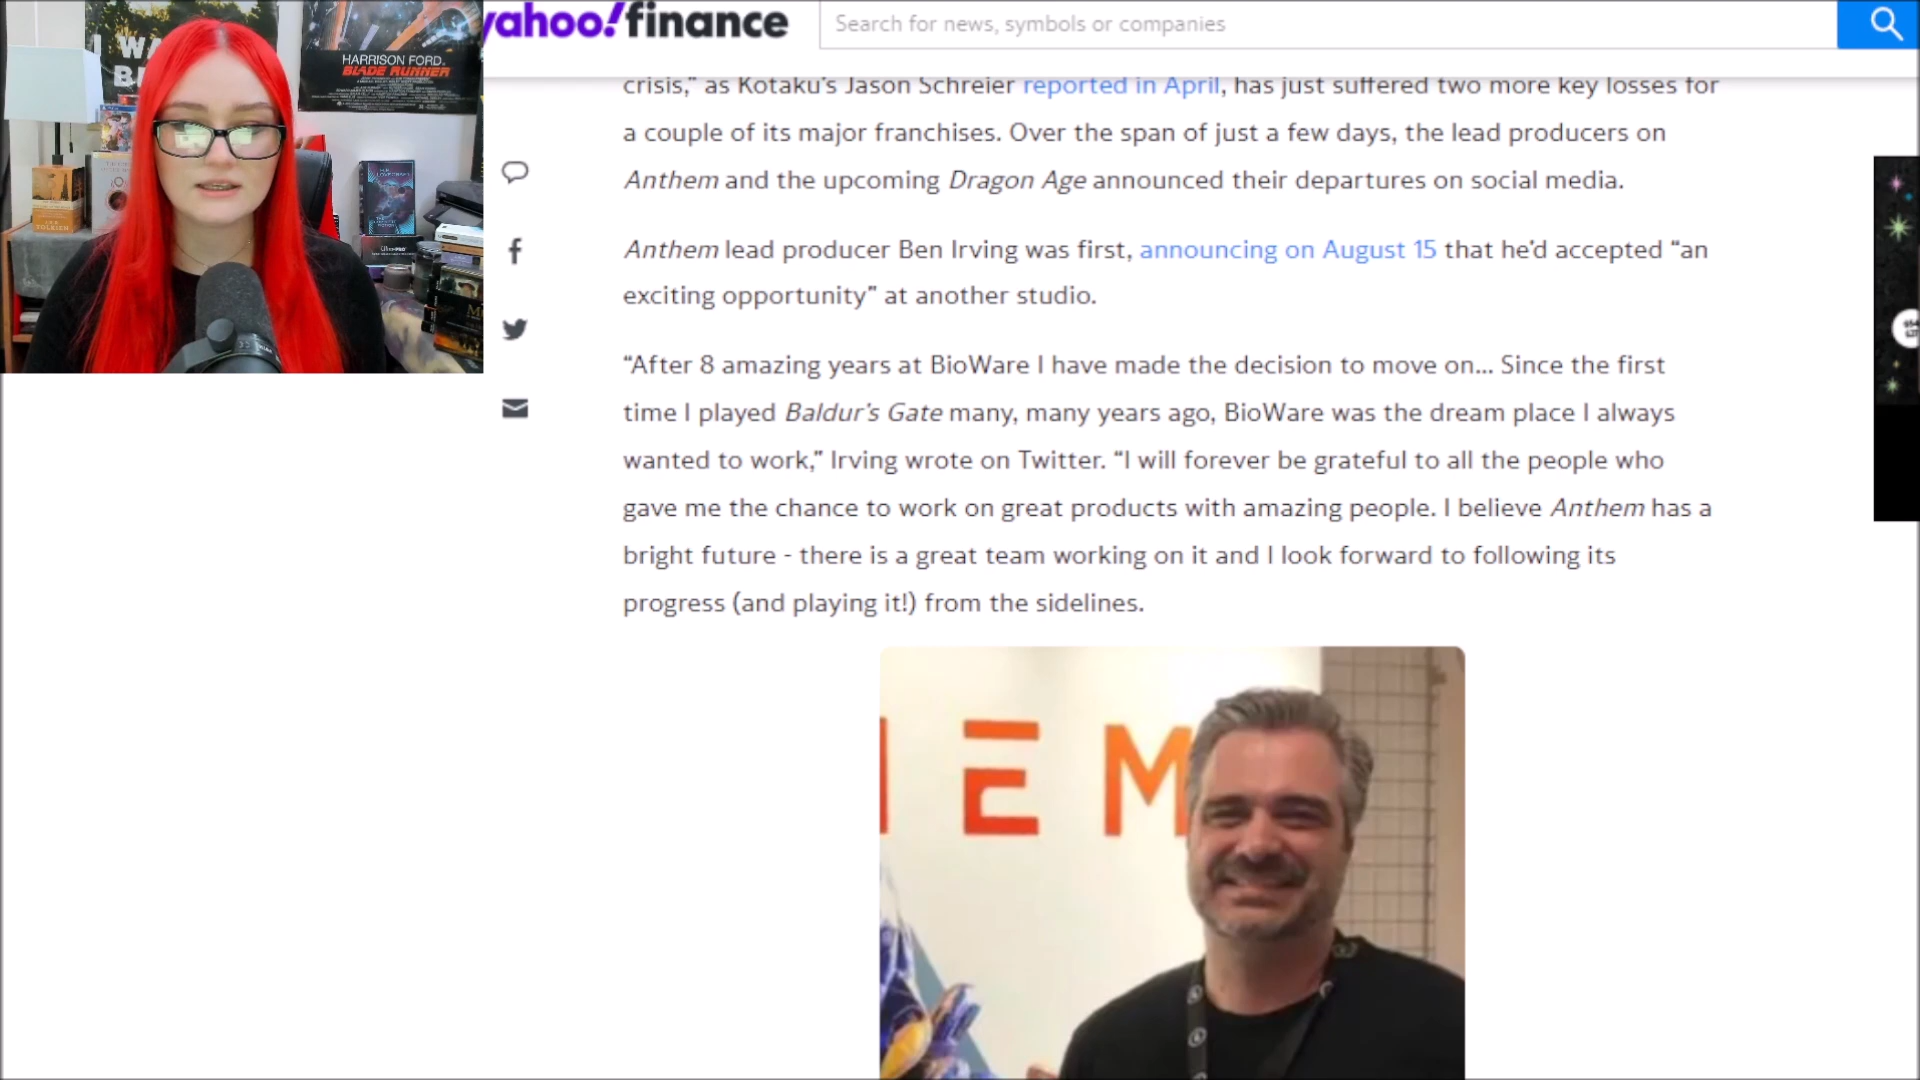 yahoo!finance
Search for news, symbols or companies
HARRISON FORD
BLADE RUNNER
I WA
B
TOLKIEN
crisis,” as Kotaku’s Jason Schreier reported in April, has just suffered two more key losses for
a couple of its major franchises. Over the span of just a few days, the lead producers on
Anthem and the upcoming Dragon Age announced their departures on social media.
Anthem lead producer Ben Irving was first, announcing on August 15 that he’d accepted “an
exciting opportunity” at another studio.
“After 8 amazing years at BioWare I have made the decision to move on... Since the first
time I played Baldur’s Gate many, many years ago, BioWare was the dream place I always
wanted to work,” Irving wrote on Twitter. “I will forever be grateful to all the people who
gave me the chance to work on great products with amazing people. I believe Anthem has a
bright future - there is a great team working on it and I look forward to following its
progress (and playing it!) from the sidelines.
EM